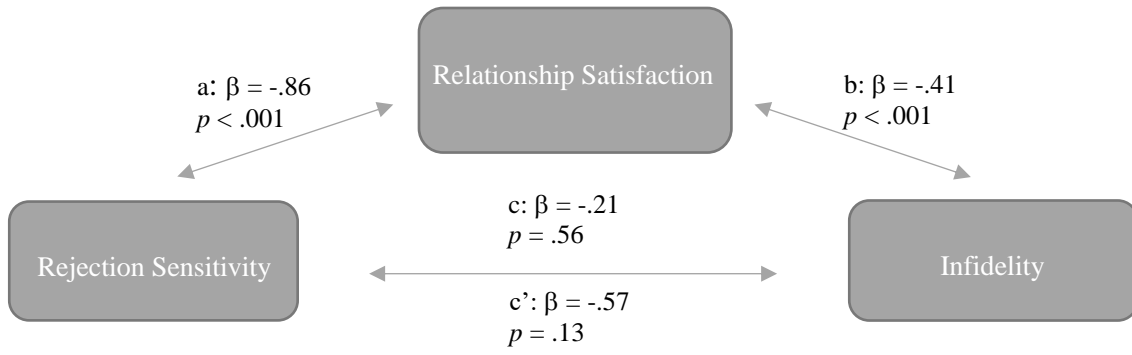 Relationship Satisfaction
a: β = -.86
p < .001
b: β = -.41
p < .001
c: β = -.21
p = .56
Rejection Sensitivity
Infidelity
c’: β = -.57
p = .13